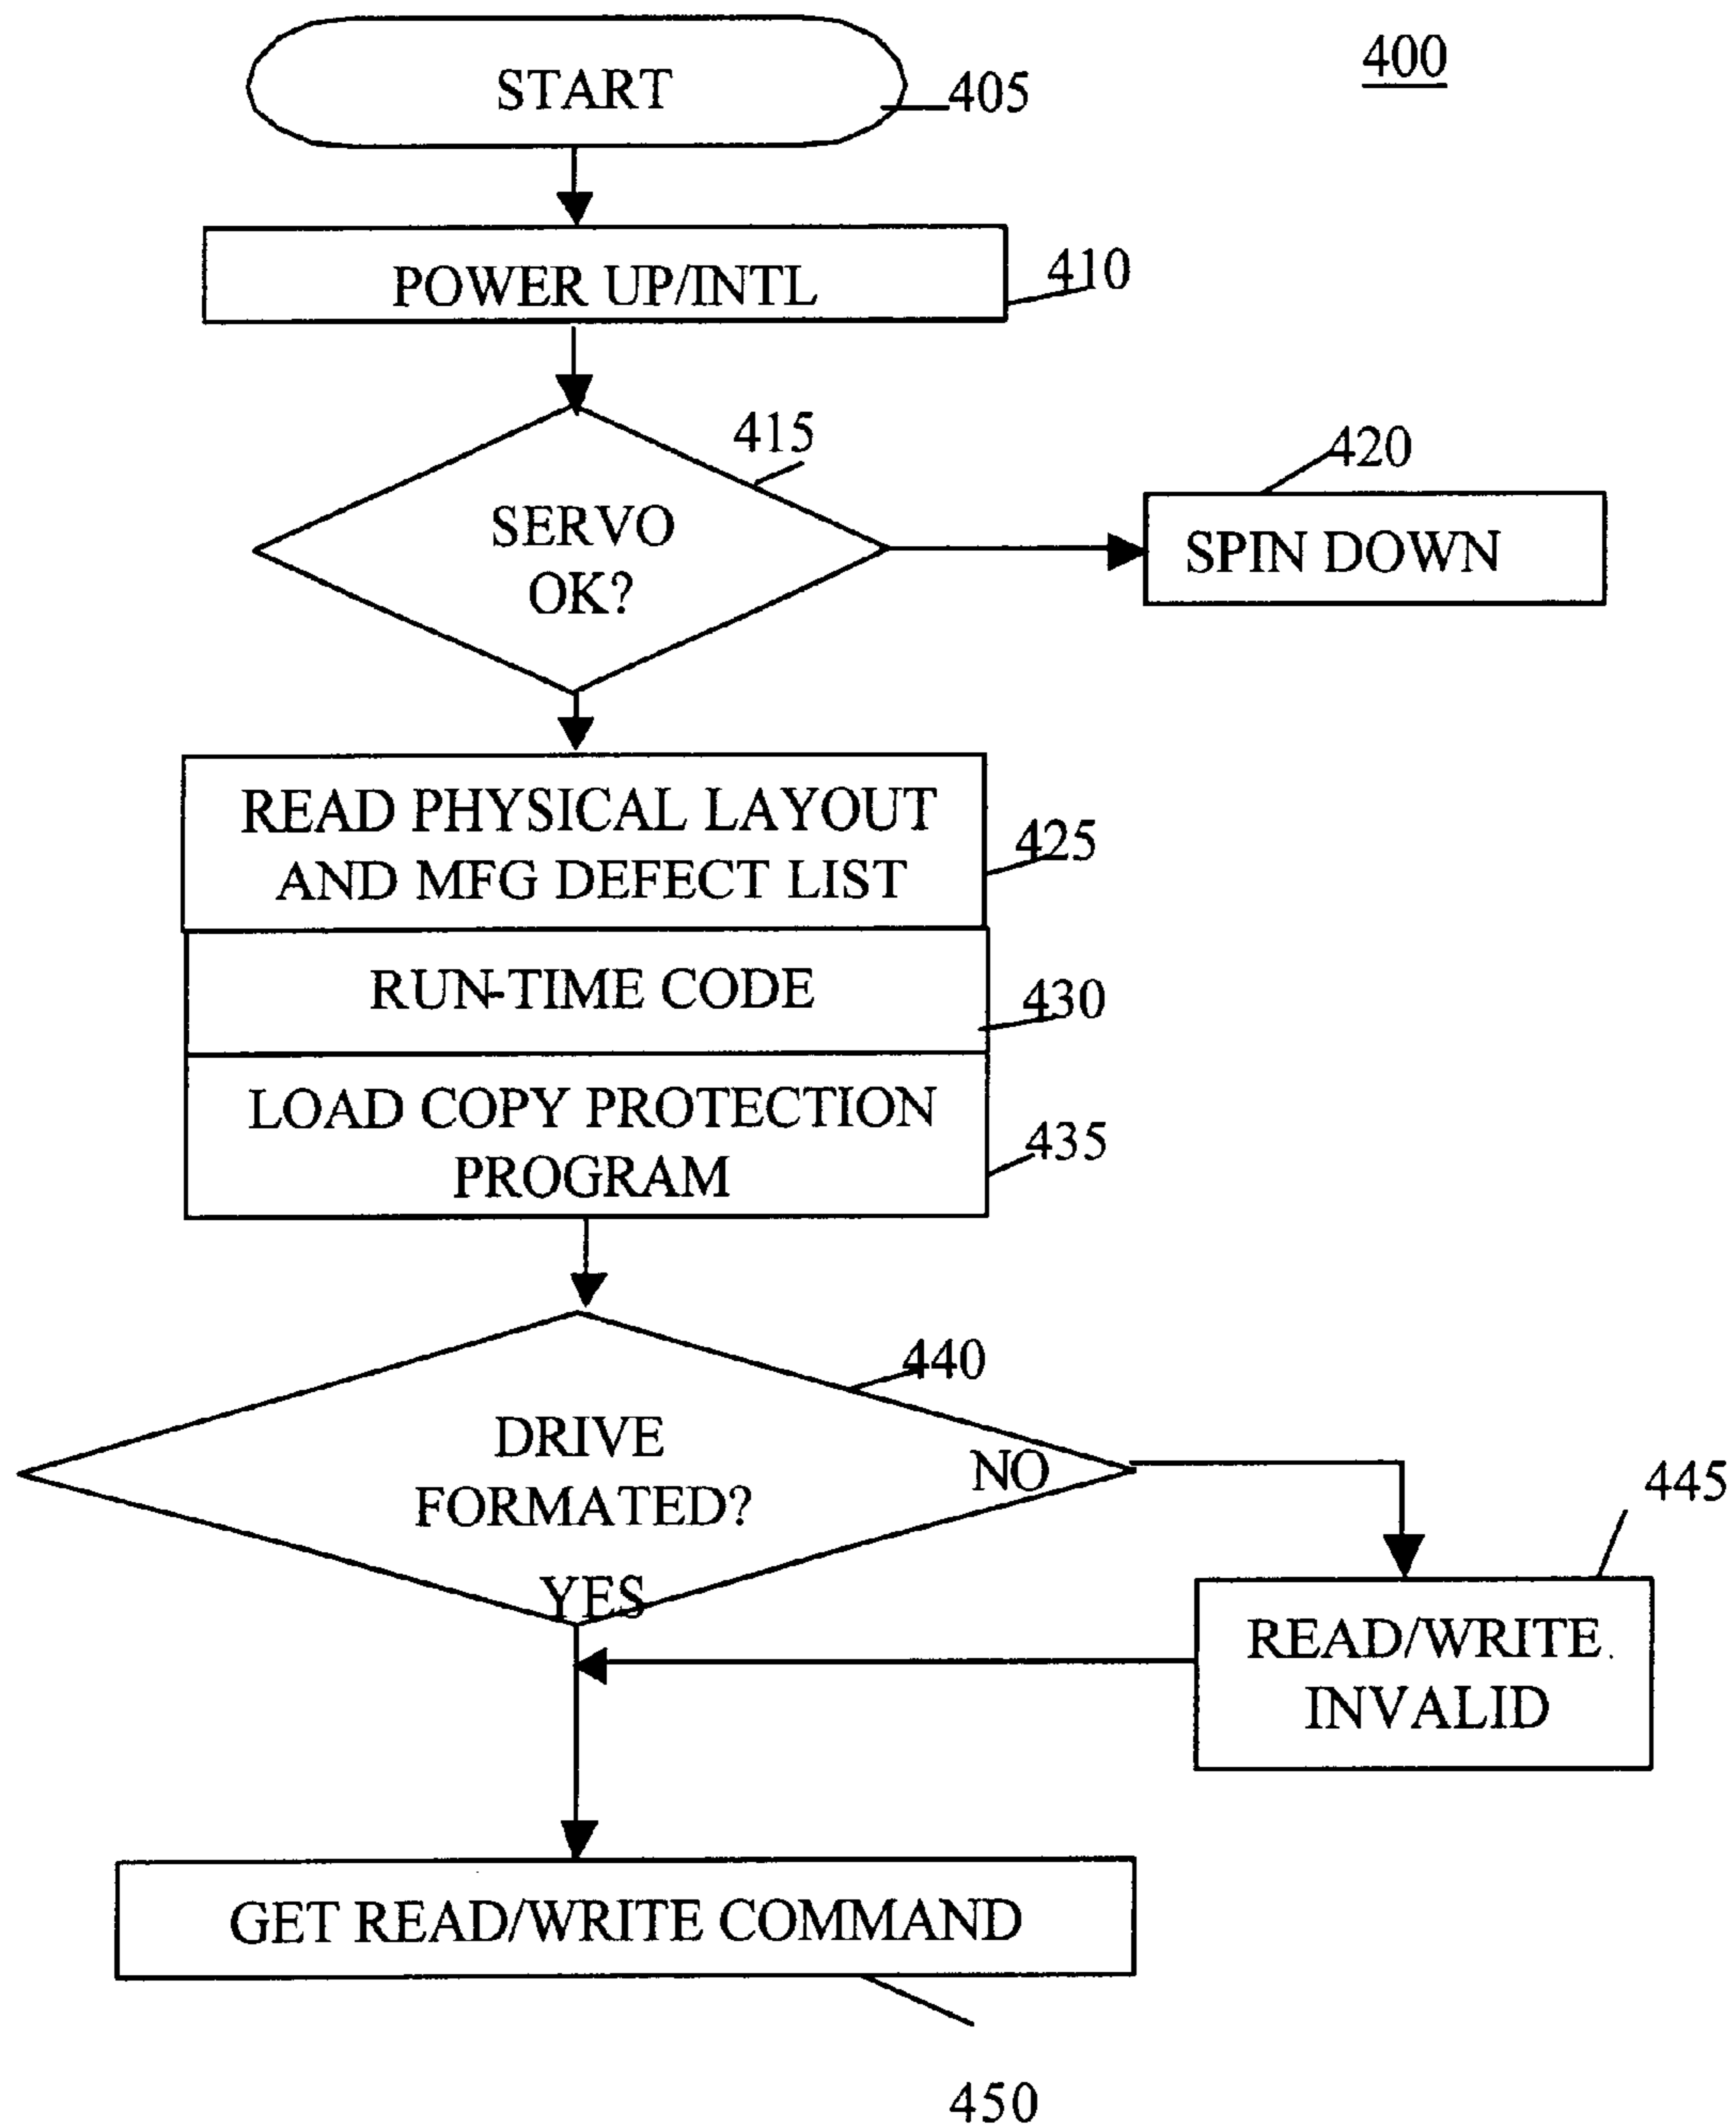 400
START
405
POWER UP/INTL
410
415
SERVO
OK?
420
SPIN DOWN
READ PHYSICAL LAYOUT
AND MFG DEFECT LIST
425
RUN-TIME CODE
430
LOAD COPY PROTECTION
PROGRAM
435
440
DRIVE
FORMATED?
NO
YES
445
READ/WRITE
INVALID
GET READ/WRITE COMMAND
450